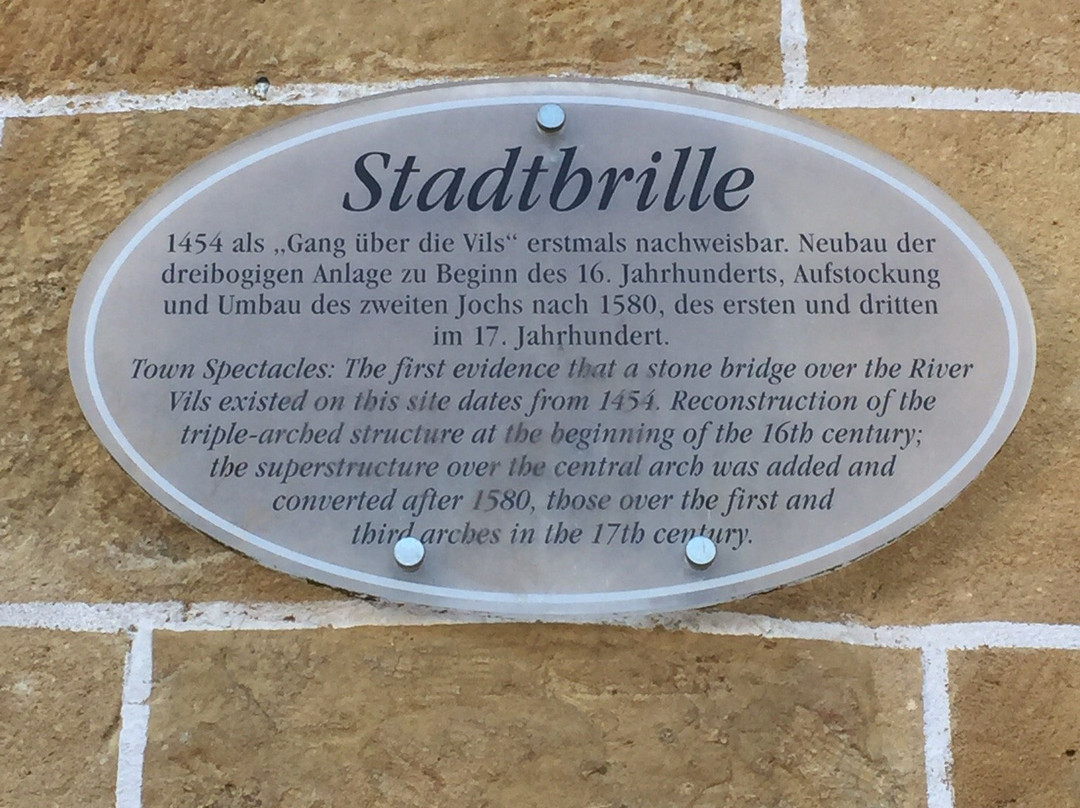 Stadtbrille
1454 als „Gang über die Vils“ erstmals nachweisbar. Neubau der
dreibogigen Anlage zu Beginn des 16. Jahrhunderts, Aufstockung
und Umbau des zweiten Jochs nach 1580, des ersten und dritten
im 17. Jahrhundert.
Town Spectacles: The first evidence that a stone bridge over the River
Vils existed on this site dates from 1454. Reconstruction of the
triple-arched structure at the beginning of the 16th century;
the superstructure over the central arch was added and
converted after 1580, those over the first and
third arches in the 17th century.